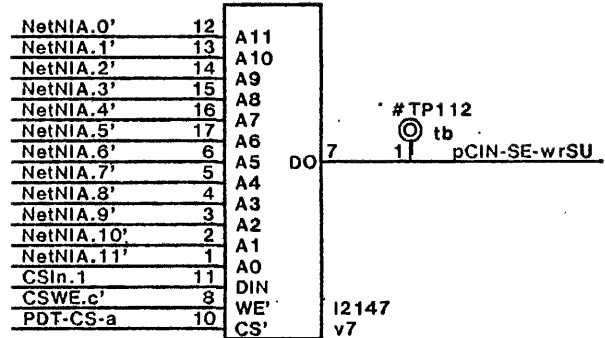 NetNIA.0' 12 A11
NetNIA.1' 13 A10
NetNIA.2' 14 A9
NetNIA.3' 15 A8
NetNIA.4' 16 A7 #TP112
NetNIA.5' 17 A6 tb
NetNIA.6' 6 A5 DO 7 1 pCIN-SE-wrSU
NetNIA.7' 5 A4
NetNIA.8' 4 A3
NetNIA.9' 3 A2
NetNIA.10' 2 A1
NetNIA.11' 1 A0
CSIn.1 11 DIN
CSWE.c' 8 WE' I2147
PDT-CS-a 10 CS' v7